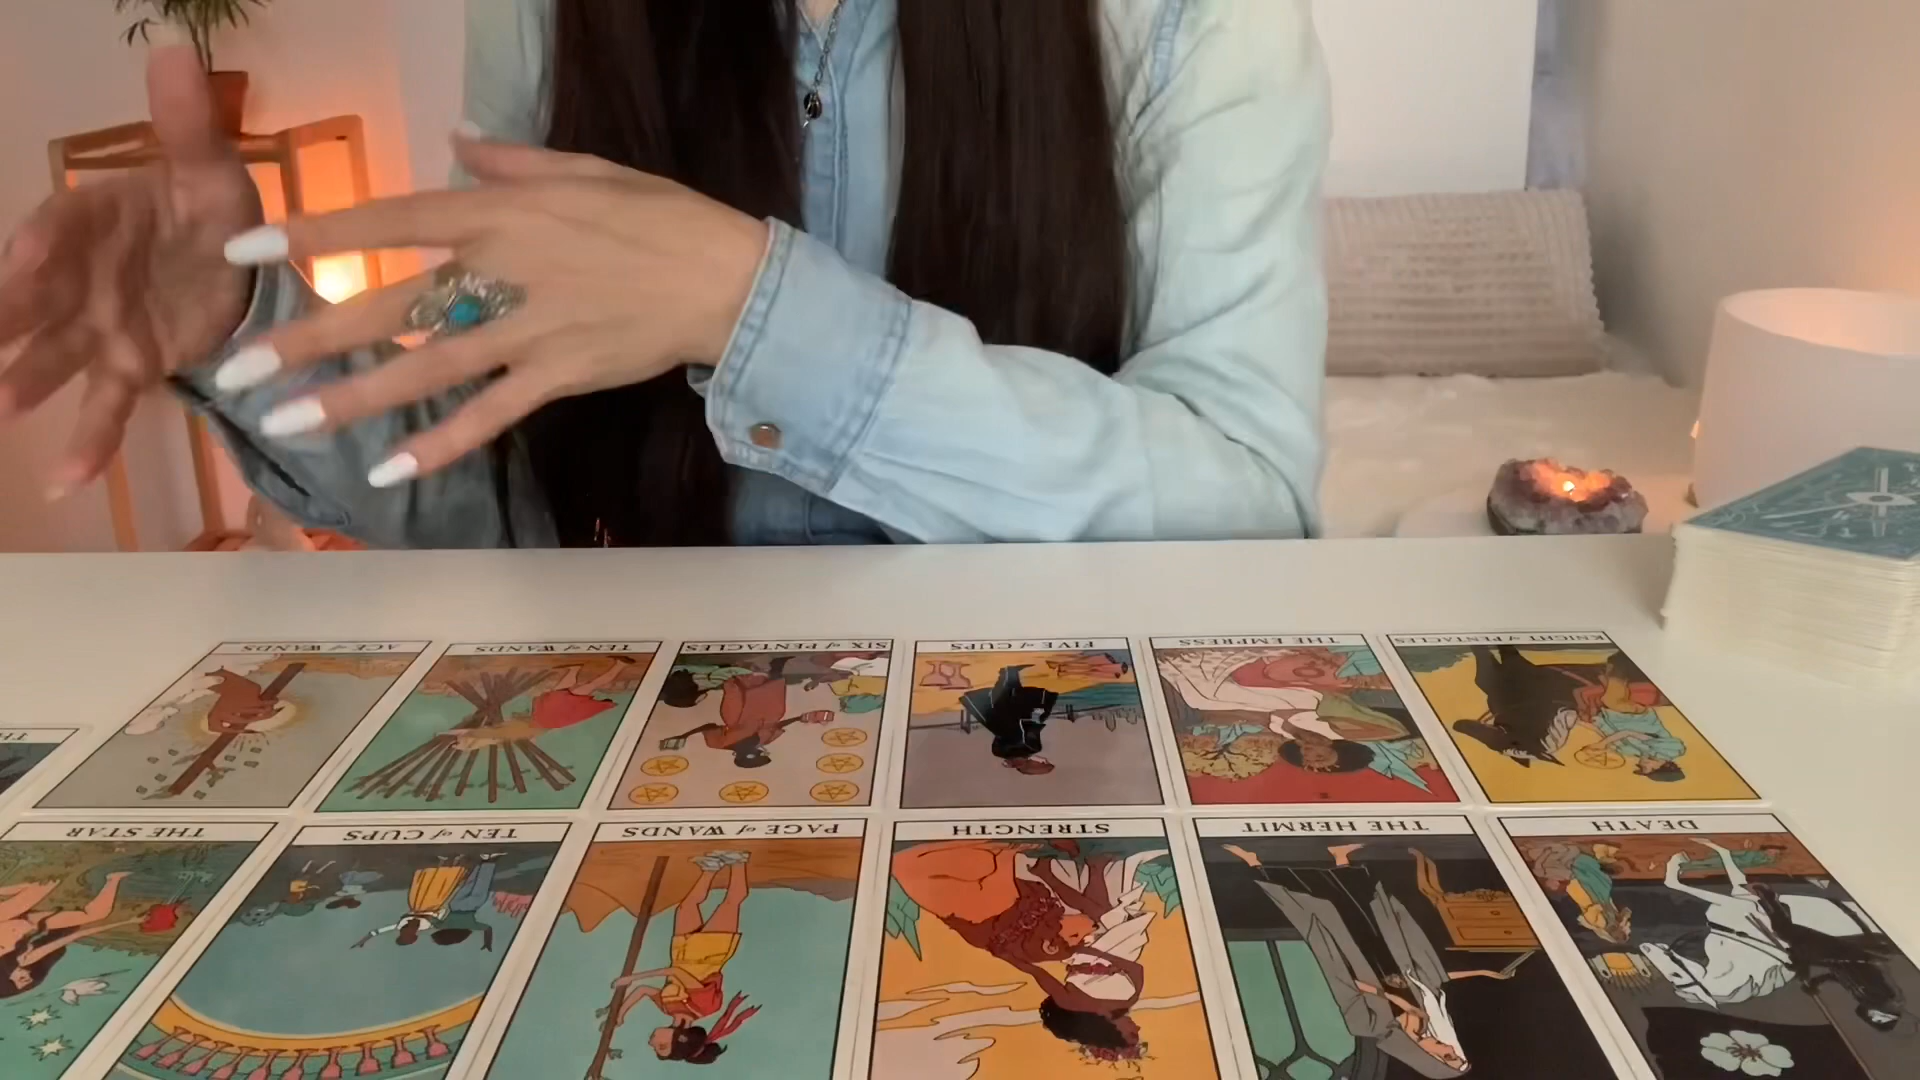 ACE of WANDS
TEN of WANDS
SIX of PENTACLES
FIVE of CUPS
THE EMPRESS
KNIGHT of PENTACLES
THE STAR
TEN of CUPS
PAGE of WANDS
STRENGTH
THE HERMIT
DEATH